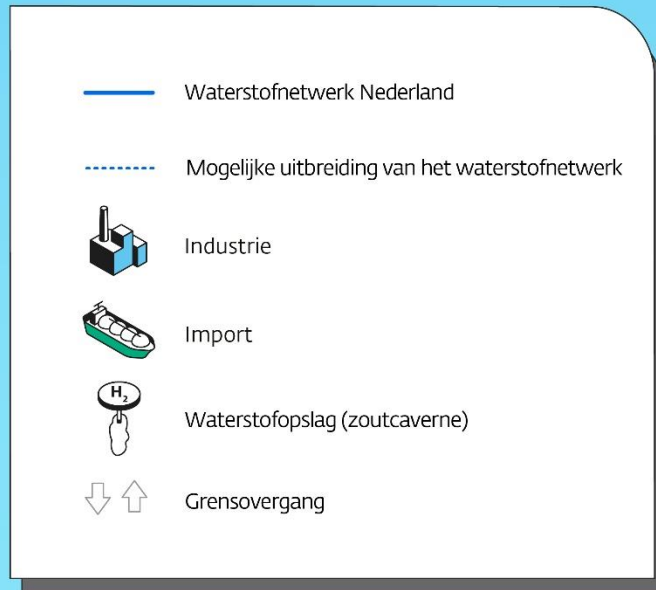 Waterstofnetwerk Nederland
Mogelijke uitbreiding van het waterstofnetwerk
Industrie
Import
H₂
Waterstofopslag (zoutcaverne)
Grensovergang